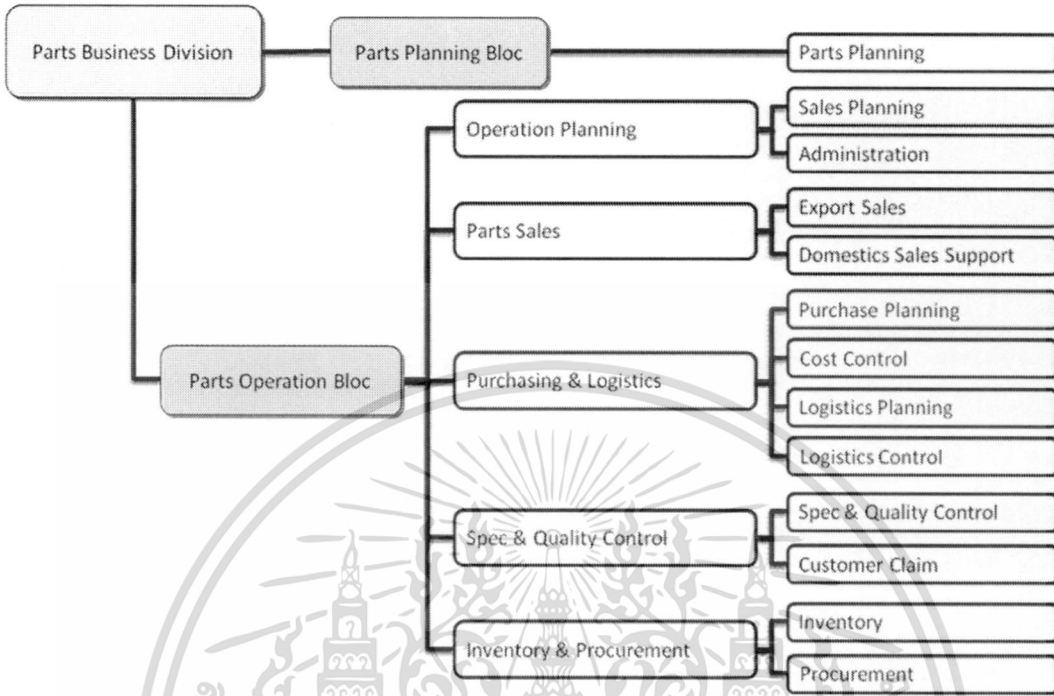 Parts Business Division
Parts Planning Bloc
Parts Planning
Operation Planning
Sales Planning
Administration
Parts Sales
Export Sales
Domestics Sales Support
Parts Operation Bloc
Purchasing & Logistics
Purchase Planning
Cost Control
Logistics Planning
Logistics Control
Spec & Quality Control
Spec & Quality Control
Customer Claim
Inventory & Procurement
Inventory
Procurement